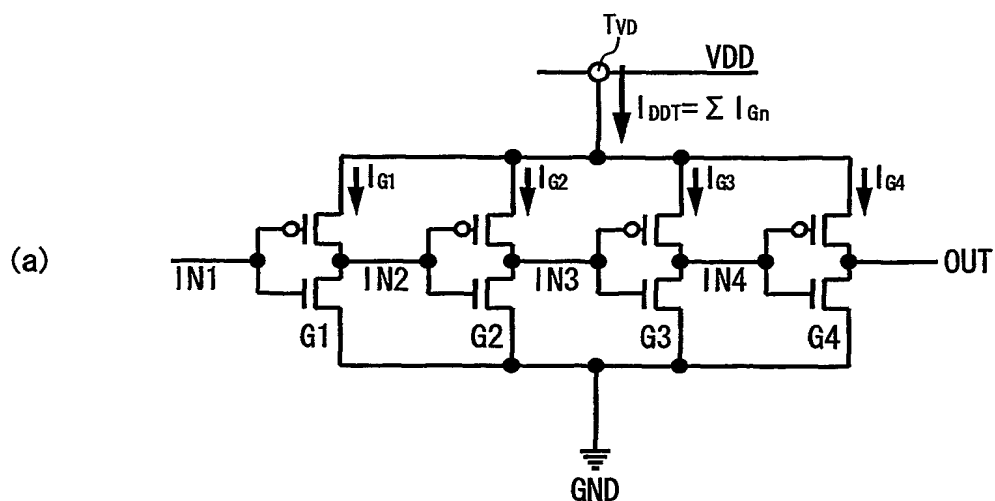 TVD
VDD
IDDT=Σ IGn
IG1 IG2 IG3 IG4
(a)
IN1 IN2 IN3 IN4 OUT
G1 G2 G3 G4
GND